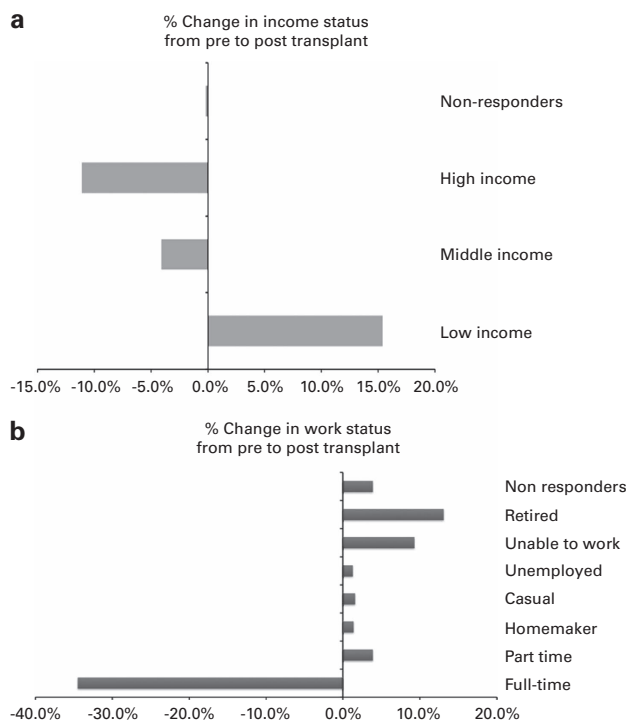 a
% Change in income status
from pre to post transplant
Non-responders
High income
Middle income
Low income
-15.0% -10.0% -5.0% 0.0% 5.0% 10.0% 15.0% 20.0%
b
% Change in work status
from pre to post transplant
Non responders
Retired
Unable to work
Unemployed
Casual
Homemaker
Part time
Full-time
-40.0% -30.0% -20.0% -10.0% 0.0% 10.0% 20.0%